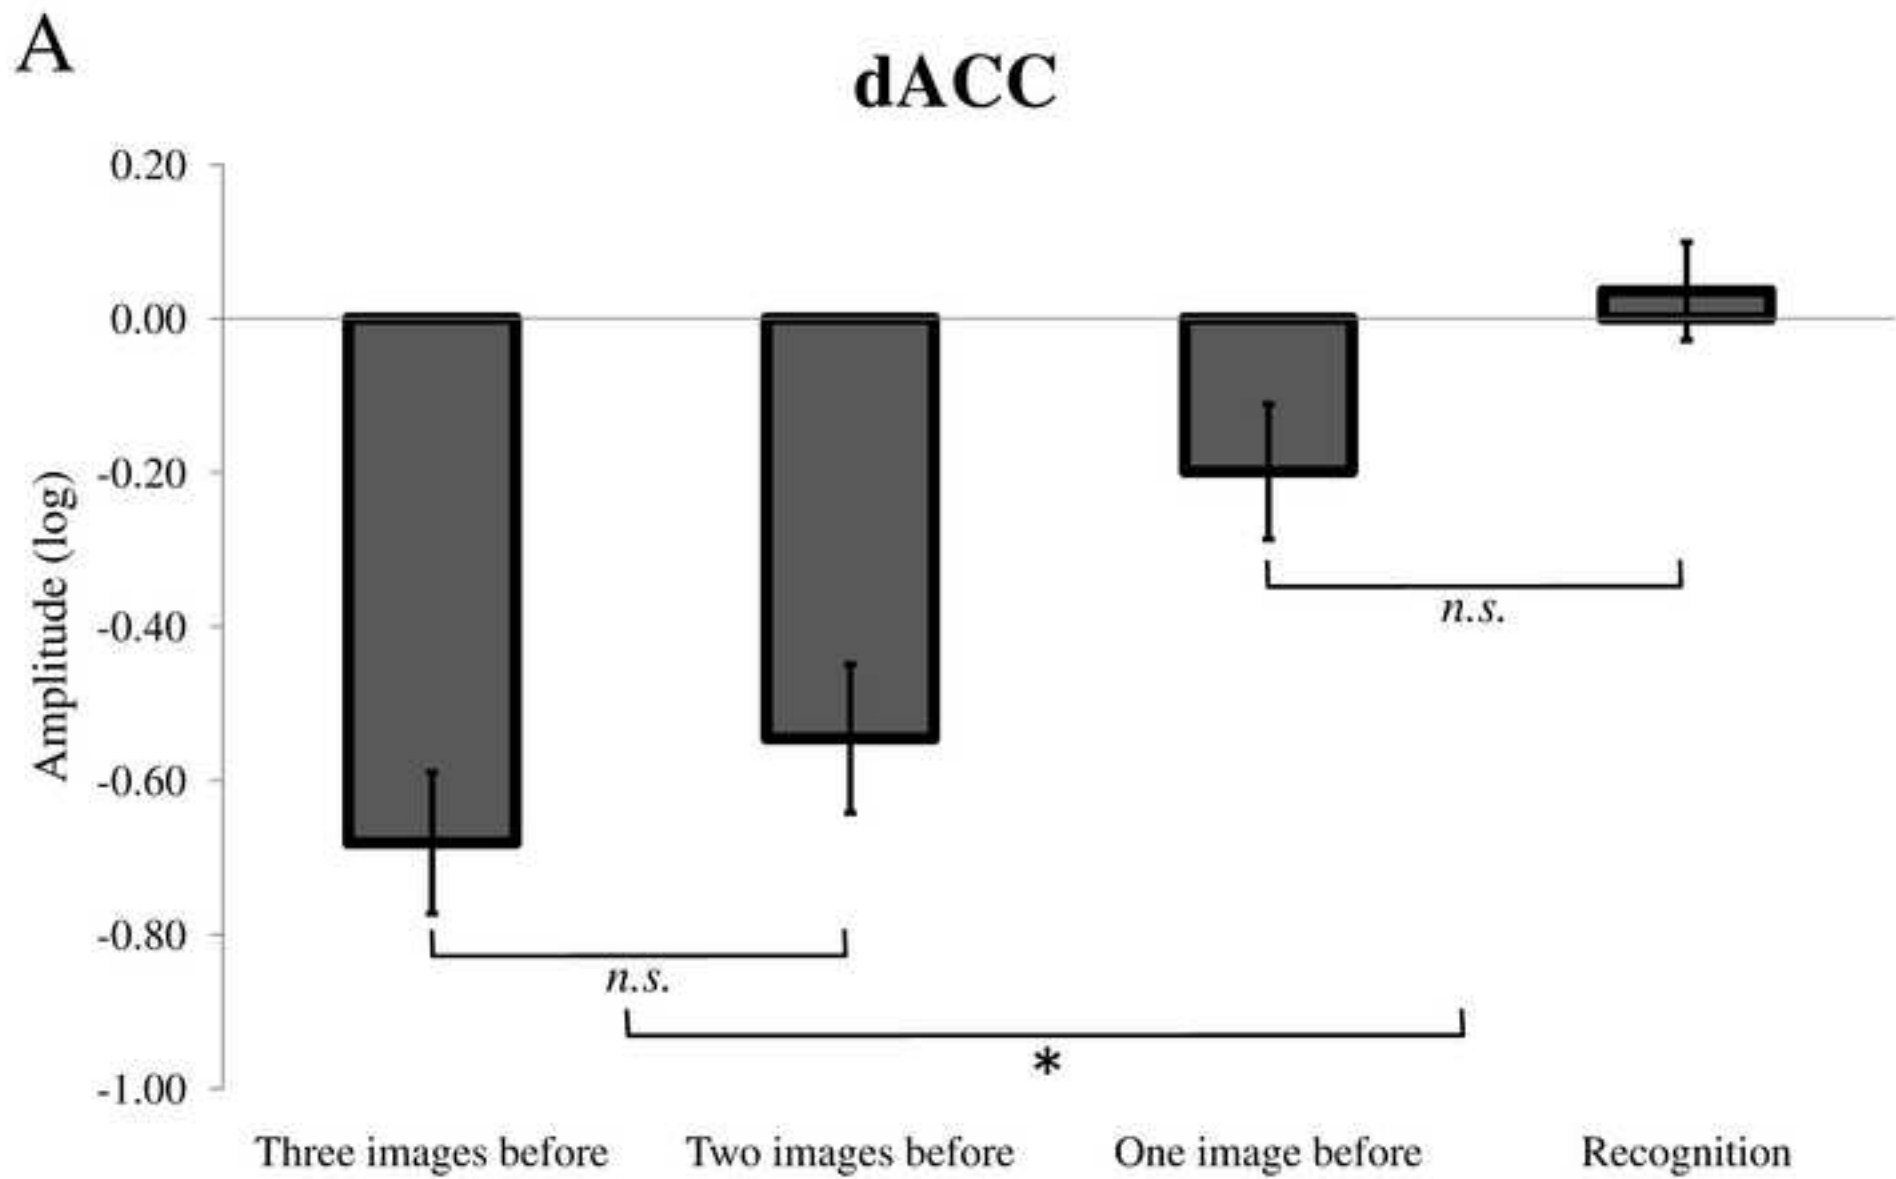 A
dACC
0.20
0.00
-0.20
-0.40
-0.60
-0.80
-1.00
Amplitude (log)
n.s.
n.s.
*
Three images before
Two images before
One image before
Recognition